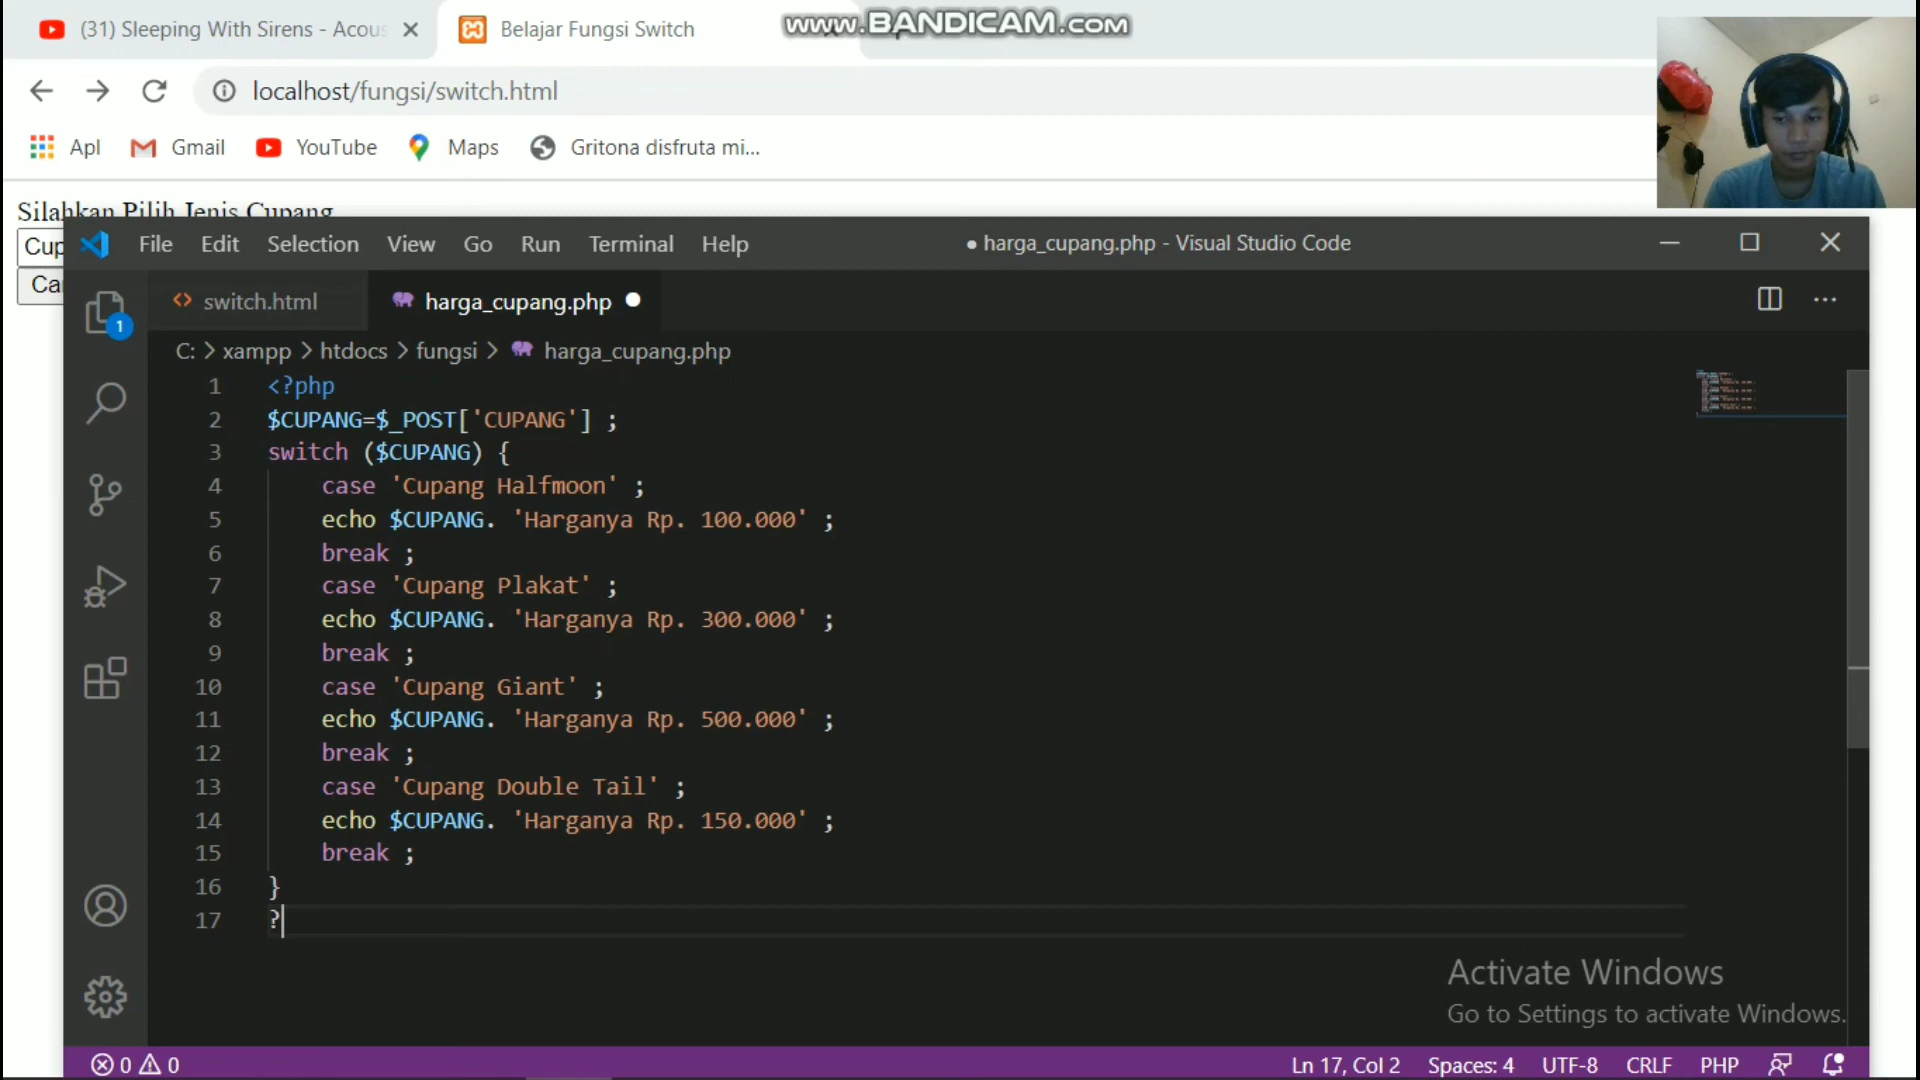 (31) Sleeping With Sirens - Acous
Belajar Fungsi Switch
www.BANDICAM.com
localhost/fungsi/switch.html
Apl
Gmail
YouTube
Maps
Gritona disfruta mi...
Silahkan Pilih Jenis Cupang
Cup
Ca
File Edit Selection View Go Run Terminal Help
● harga_cupang.php - Visual Studio Code
switch.html
harga_cupang.php
C: > xampp > htdocs > fungsi > harga_cupang.php
1 <?php
2 $CUPANG=$_POST['CUPANG'] ;
3 switch ($CUPANG) {
4 case 'Cupang Halfmoon' ;
5 echo $CUPANG. 'Harganya Rp. 100.000' ;
6 break ;
7 case 'Cupang Plakat' ;
8 echo $CUPANG. 'Harganya Rp. 300.000' ;
9 break ;
10 case 'Cupang Giant' ;
11 echo $CUPANG. 'Harganya Rp. 500.000' ;
12 break ;
13 case 'Cupang Double Tail' ;
14 echo $CUPANG. 'Harganya Rp. 150.000' ;
15 break ;
16 }
17 ?
1
Activate Windows
Go to Settings to activate Windows.
0 0
Ln 17, Col 2
Spaces: 4
UTF-8
CRLF
PHP